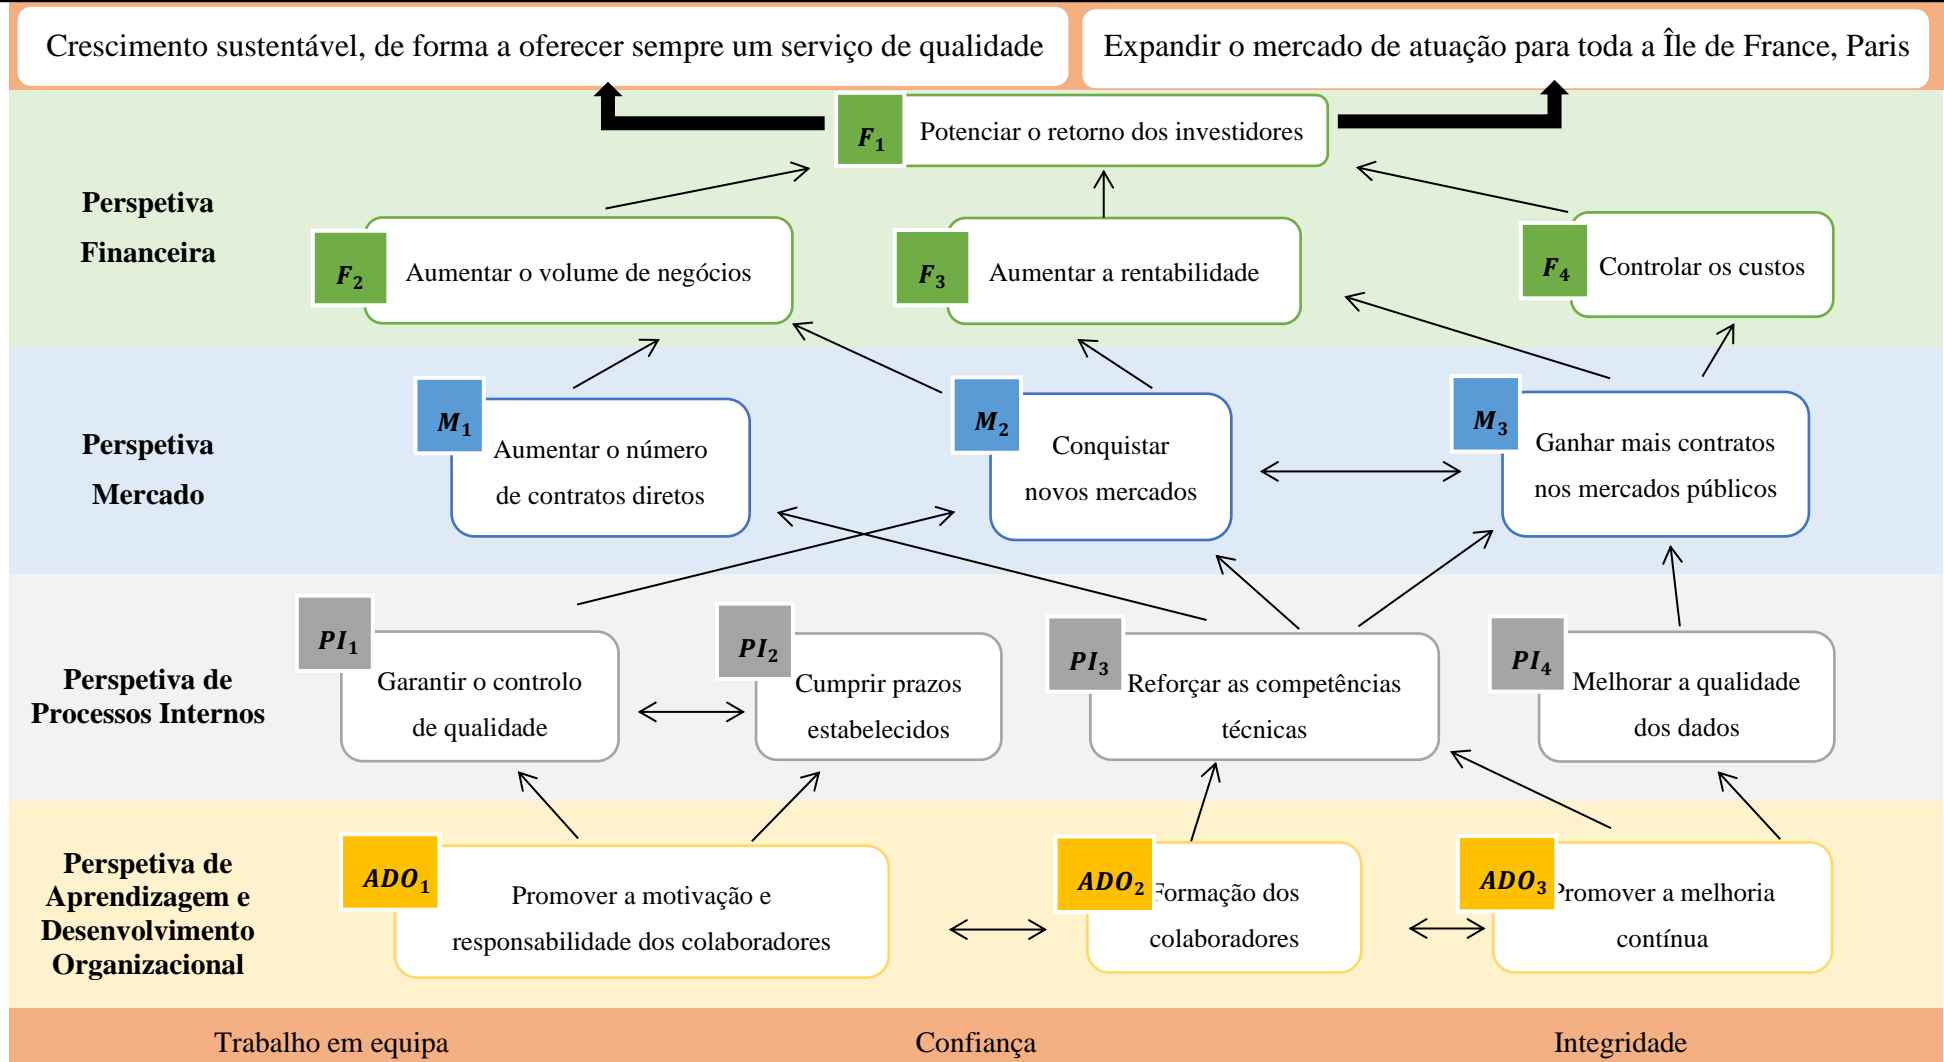 Crescimento sustentável, de forma a oferecer sempre um serviço de qualidade
Expandir o mercado de atuação para toda a Île de France, Paris
Perspetiva
Financeira
F₁
Potenciar o retorno dos investidores
F₂
Aumentar o volume de negócios
F₃
Aumentar a rentabilidade
F₄
Controlar os custos
Perspetiva
Mercado
M₁
Aumentar o número
de contratos diretos
M₂
Conquistar
novos mercados
M₃
Ganhar mais contratos
nos mercados públicos
Perspetiva de
Processos Internos
PI₁
Garantir o controlo
de qualidade
PI₂
Cumprir prazos
estabelecidos
PI₃
Reforçar as competências
técnicas
PI₄
Melhorar a qualidade
dos dados
Perspetiva de
Aprendizagem e
Desenvolvimento
Organizacional
ADO₁
Promover a motivação e
responsabilidade dos colaboradores
ADO₂
Formação dos
colaboradores
ADO₃
Promover a melhoria
contínua
Trabalho em equipa
Confiança
Integridade